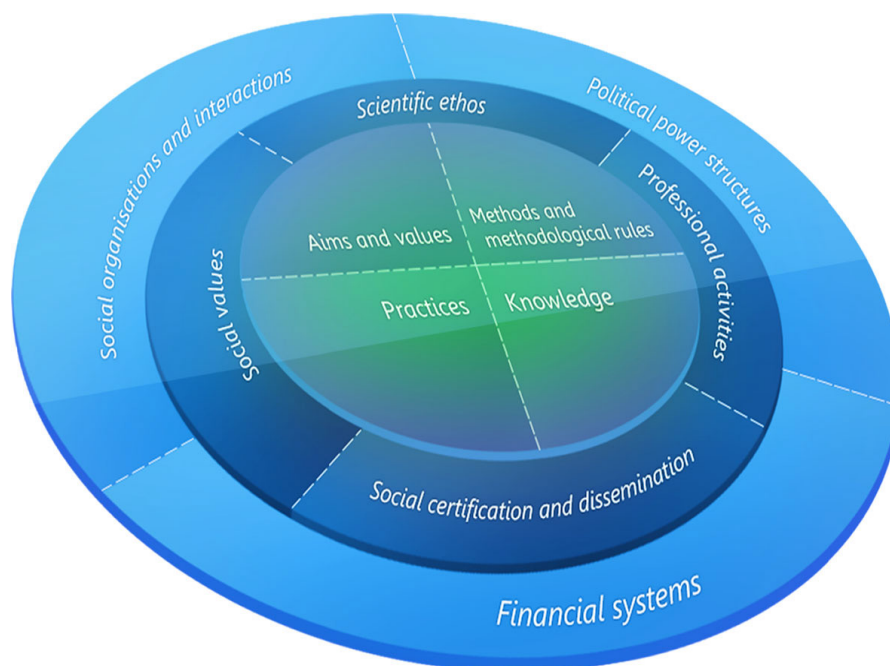 Social organisations and interactions
Political power structures
Financial systems
Scientific ethos
Professional activities
Social certification and dissemination
Social values
Aims and values
Methods and
methodological rules
Practices
Knowledge